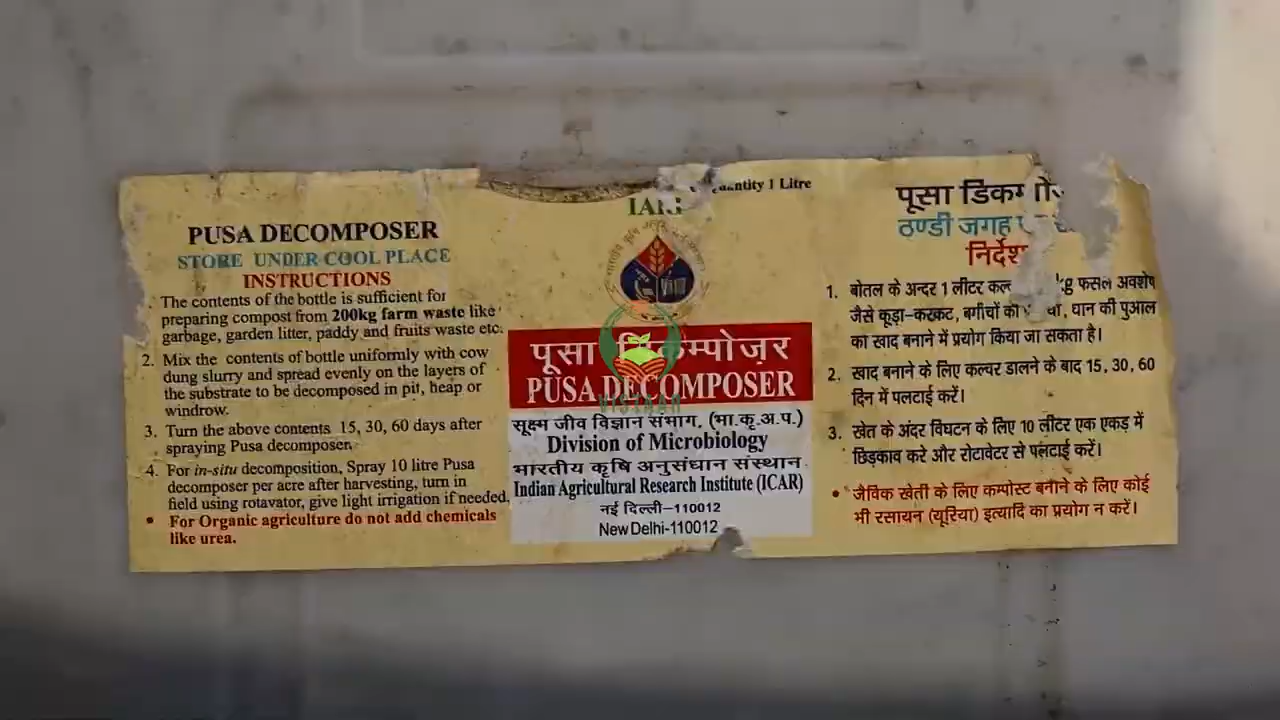 PUSA DECOMPOSER
STORE UNDER COOL PLACE
INSTRUCTIONS
The contents of the bottle is sufficient for
preparing compost from 200kg farm waste like
garbage, garden litter, paddy and fruits waste etc.
2. Mix the contents of bottle uniformly with cow
dung slurry and spread evenly on the layers of
the substrate to be decomposed in pit, heap or
windrow.
3. Turn the above contents 15, 30, 60 days after
spraying Pusa decomposer.
4. For in-situ decomposition, Spray 10 litre Pusa
decomposer per acre after harvesting, turn in
field using rotavator, give light irrigation if needed.
• For Organic agriculture do not add chemicals
like urea.
1 Litre
पूसा डिकम्पोज़र
PUSA DECOMPOSER
VISTAAR
सूक्ष्म जीव विज्ञान संभाग, (भा.कृ.अ.प.)
Division of Microbiology
भारतीय कृषि अनुसंधान संस्थान
Indian Agricultural Research Institute (ICAR)
नई दिल्ली-110012
New Delhi-110012
पूसा
ठण्डी जगह
1. बोतल के अन्दर 1 लीटर kg फसल अवशेष
जैसे कूड़ा-करकट, बगीचों का धान की पुआल
का खाद बनाने में प्रयोग किया जा सकता है।
2. खाद बनाने के लिए कल्चर डालने के बाद 15, 30, 60
दिन में पलटाई करें।
3. खेत के अंदर विघटन के लिए 10 लीटर एक एकड़ में
छिड़काव करे और रोटावेटर से पलटाई करें।
• जैविक खेती के लिए कम्पोस्ट बनाने के लिए कोई
भी रसायन (यूरिया) इत्यादि का प्रयोग न करें।